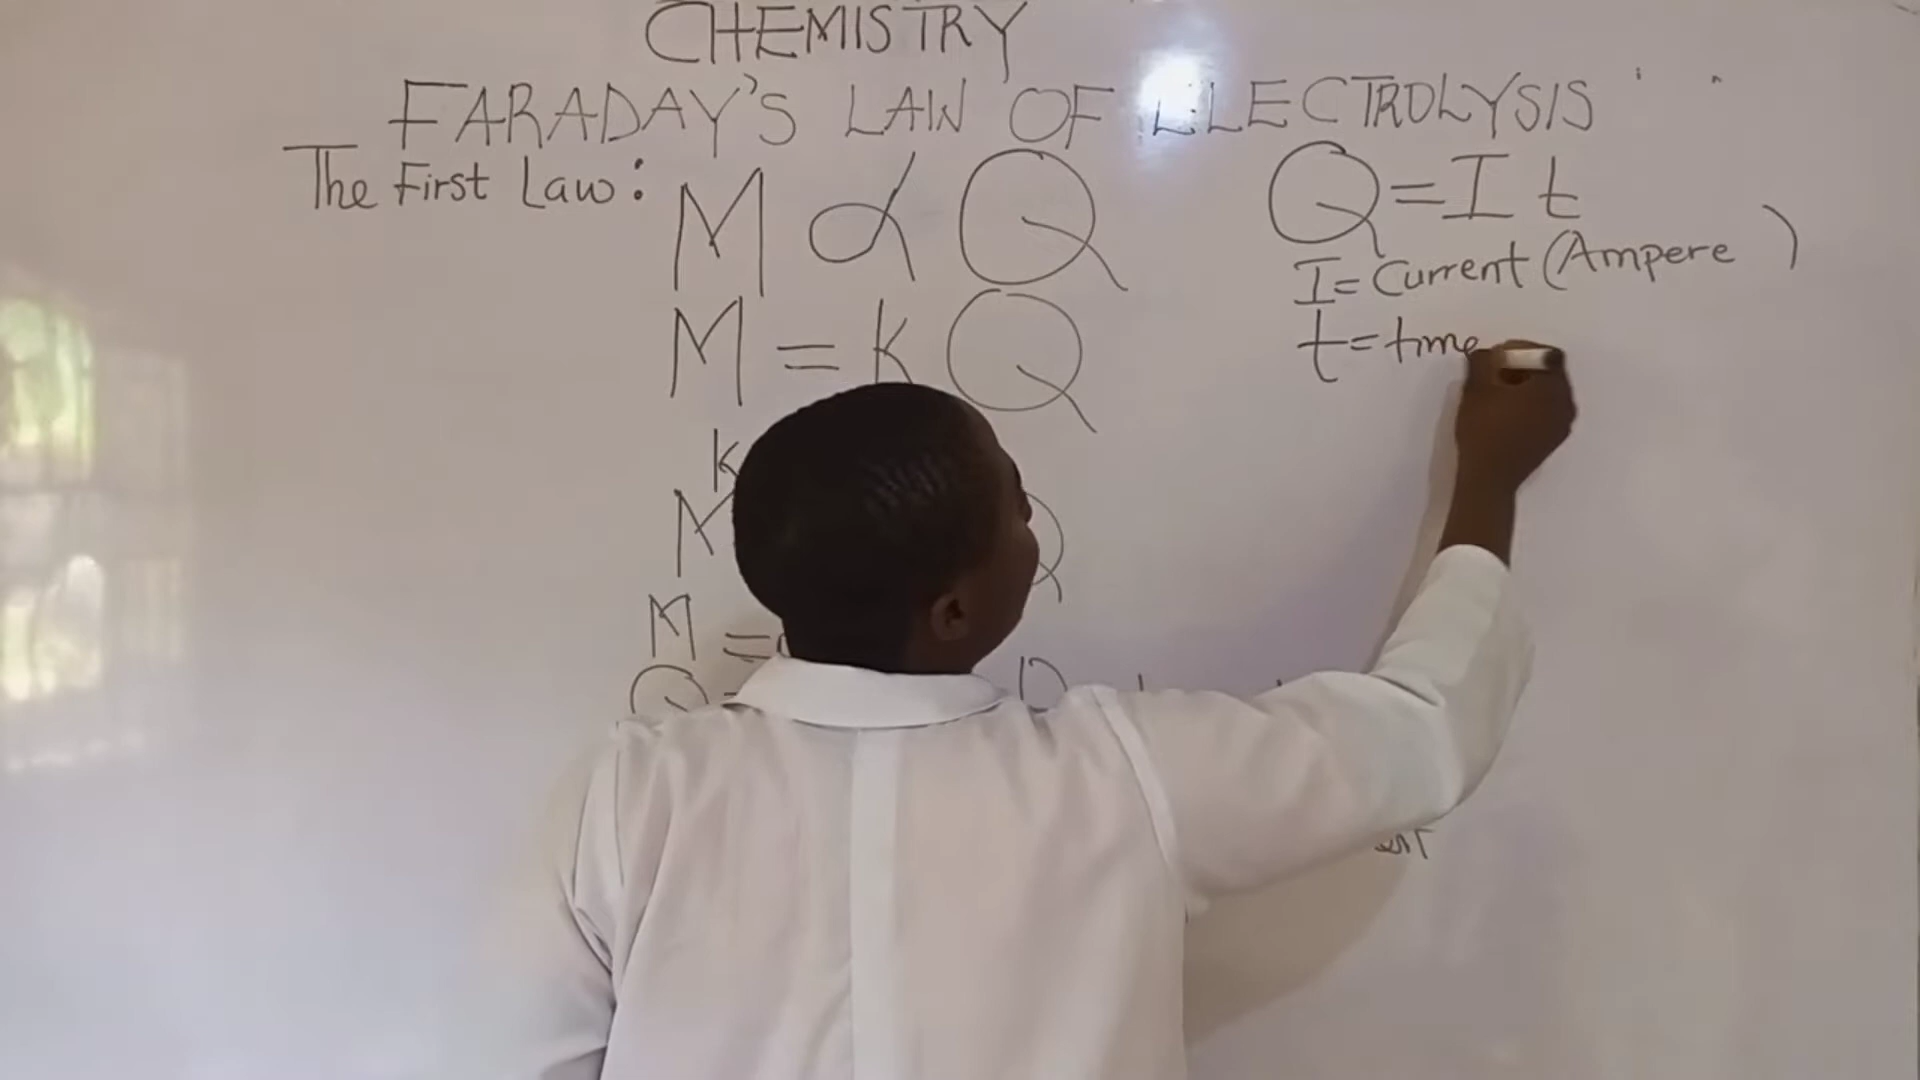 CHEMISTRY
FARADAY'S LAW OF ELECTROLYSIS
The First Law: M α Q
M = K Q
K
M
M =
Q
Q = I t
I = Current (Ampere )
t = time